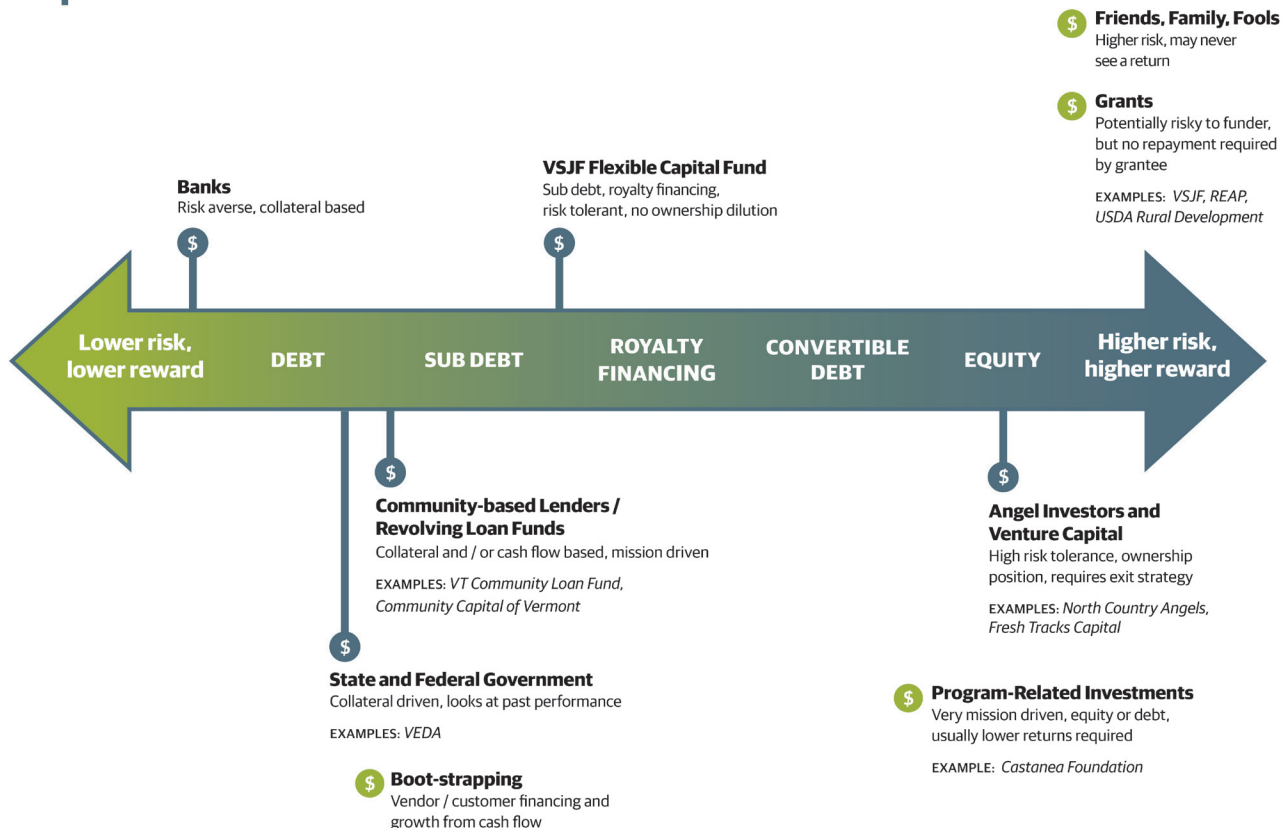 $ Friends, Family, Fools
Higher risk, may never
see a return
$ Grants
Potentially risky to funder,
but no repayment required
by grantee
EXAMPLES: VSJF, REAP,
USDA Rural Development
Banks
Risk averse, collateral based
$
VSJF Flexible Capital Fund
Sub debt, royalty financing,
risk tolerant, no ownership dilution
$
Lower risk,
lower reward
DEBT
SUB DEBT
ROYALTY
FINANCING
CONVERTIBLE
DEBT
EQUITY
Higher risk,
higher reward
$
Community-based Lenders /
Revolving Loan Funds
Collateral and / or cash flow based, mission driven
EXAMPLES: VT Community Loan Fund,
Community Capital of Vermont
$
Angel Investors and
Venture Capital
High risk tolerance, ownership
position, requires exit strategy
EXAMPLES: North Country Angels,
Fresh Tracks Capital
$
State and Federal Government
Collateral driven, looks at past performance
EXAMPLES: VEDA
$ Program-Related Investments
Very mission driven, equity or debt,
usually lower returns required
EXAMPLE: Castanea Foundation
$ Boot-strapping
Vendor / customer financing and
growth from cash flow